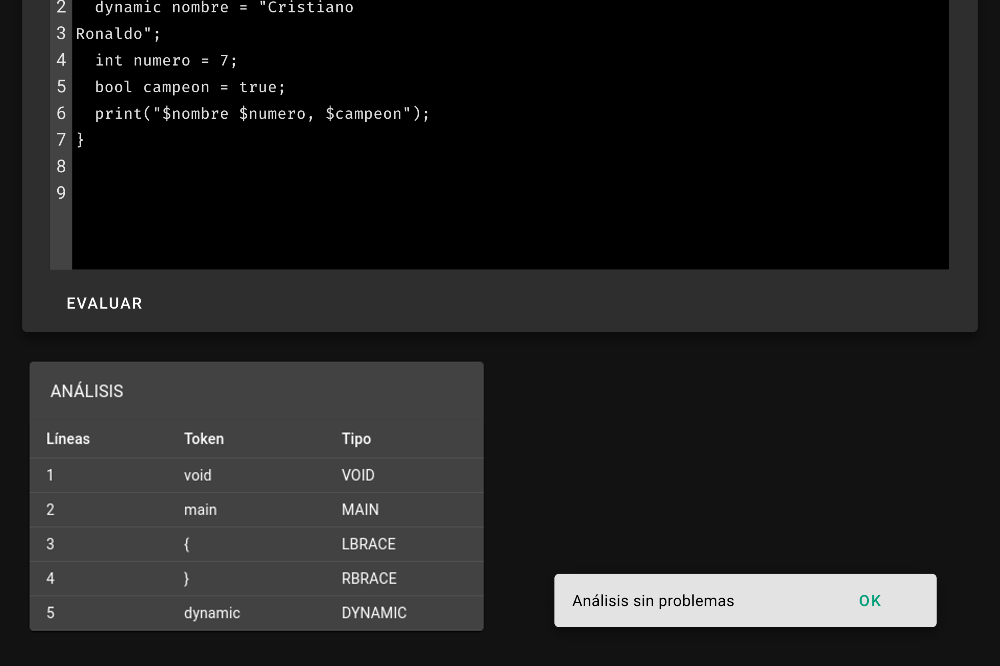 2   dynamic nombre = "Cristiano
3 Ronaldo";
4   int numero = 7;
5   bool campeon = true;
6   print("$nombre $numero, $campeon");
7 }
8
9
EVALUAR
ANÁLISIS
Líneas Token Tipo
1 void VOID
2 main MAIN
3 { LBRACE
4 } RBRACE
5 dynamic DYNAMIC
Análisis sin problemas OK